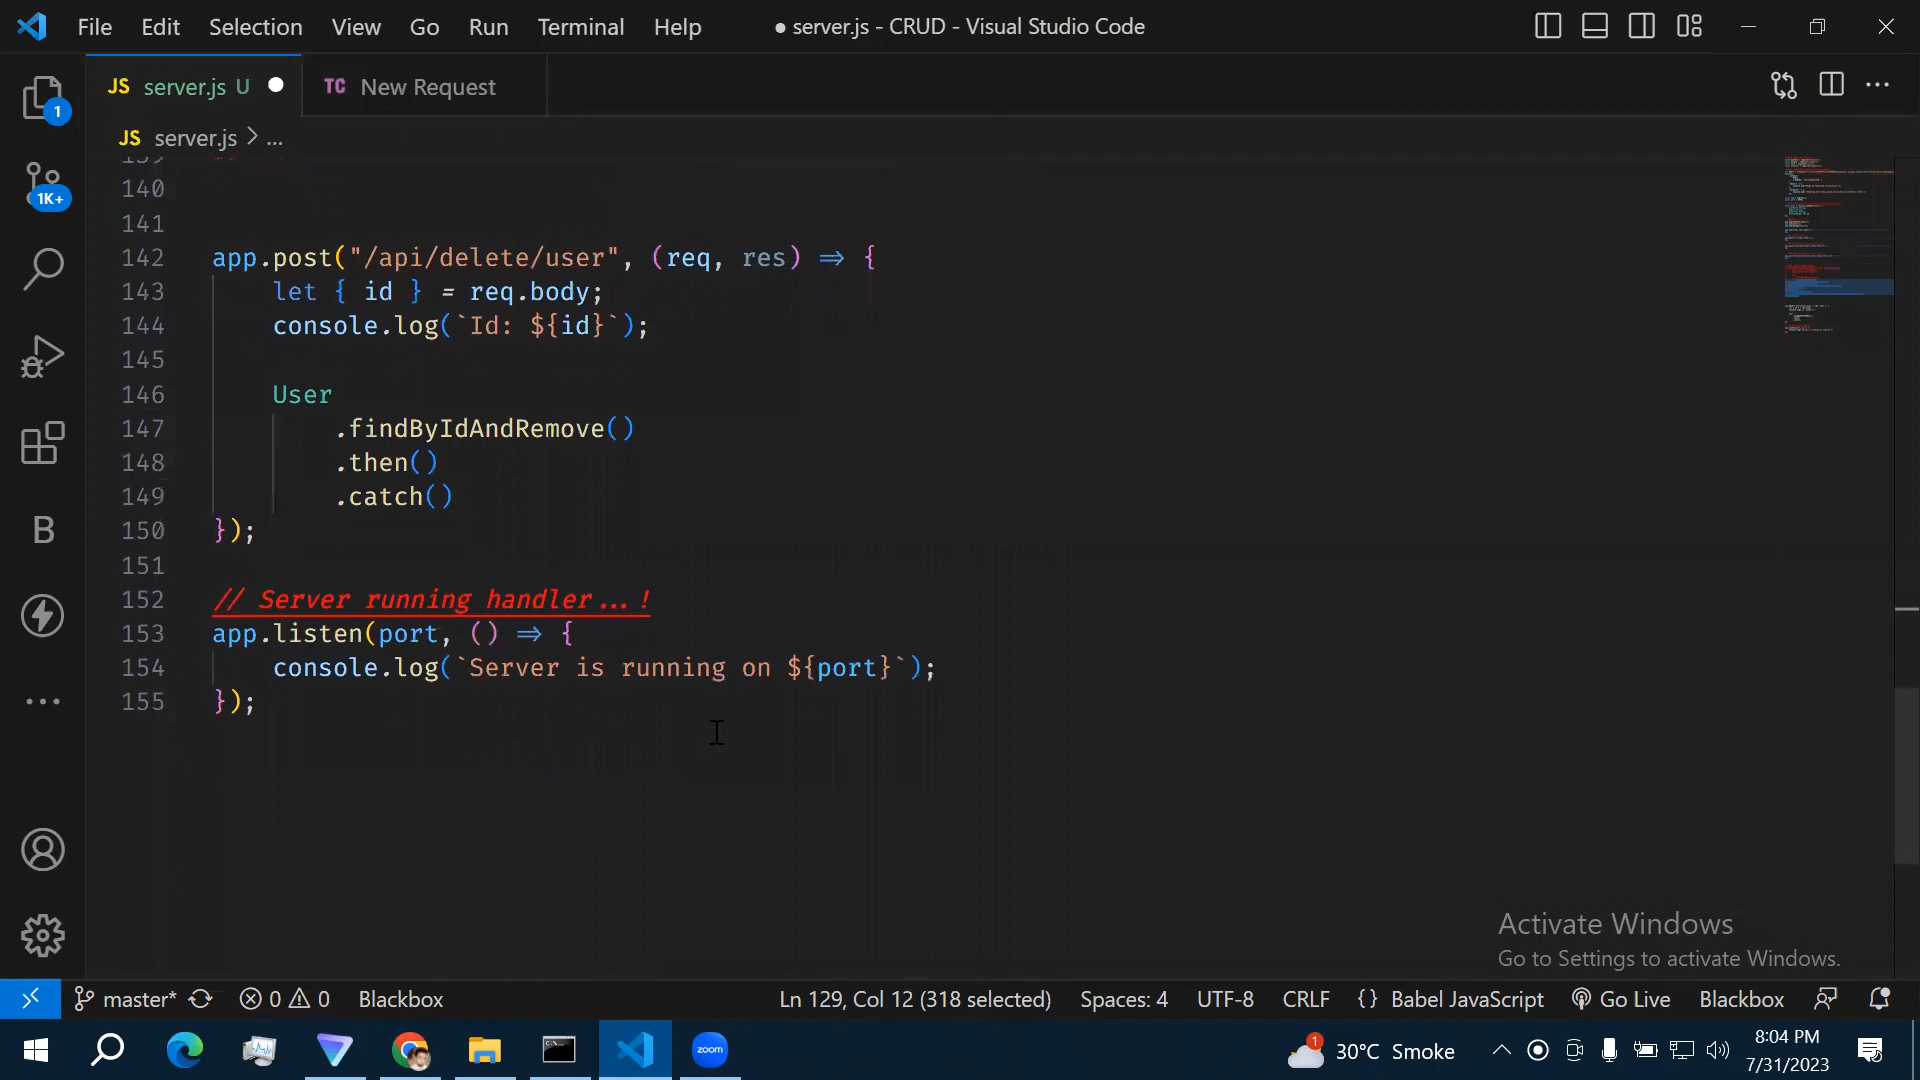 File Edit Selection View Go Run Terminal Help ● server.js - CRUD - Visual Studio Code
JS server.js U TC New Request
1
JS server.js > ...
139
140
1K+
141
142 app.post("/api/delete/user", (req, res) => {
143 let { id } = req.body;
144 console.log(`Id: ${id}`);
145
146 User
147 .findByIdAndRemove()
148 .then()
149 .catch()
B
150 });
151
152 // Server running handler...!
153 app.listen(port, () => {
154 console.log(`Server is running on ${port}`);
155 });
Activate Windows
Go to Settings to activate Windows.
master* 0 0 Blackbox Ln 129, Col 12 (318 selected) Spaces: 4 UTF-8 CRLF {} Babel JavaScript Go Live Blackbox
zoom 1 30°C Smoke 8:04 PM
7/31/2023